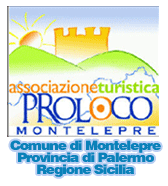 associazioneturistica
PROLOCO
MONTELEPRE
Comune di Montelepre
Provincia di Palermo
Regione Sicilia